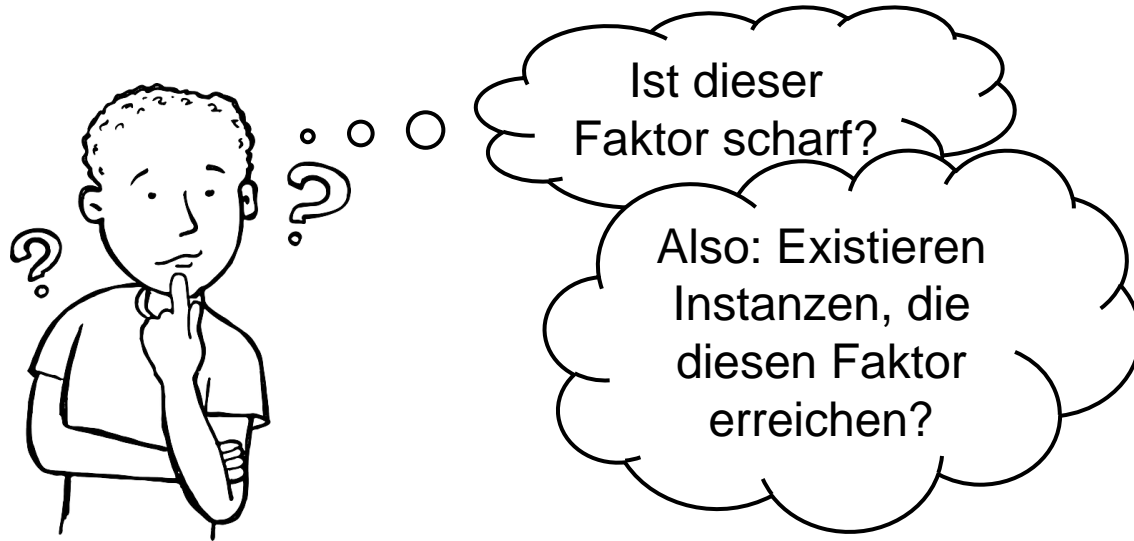 Ist dieser
Faktor scharf?
Also: Existieren
Instanzen, die
diesen Faktor
erreichen?